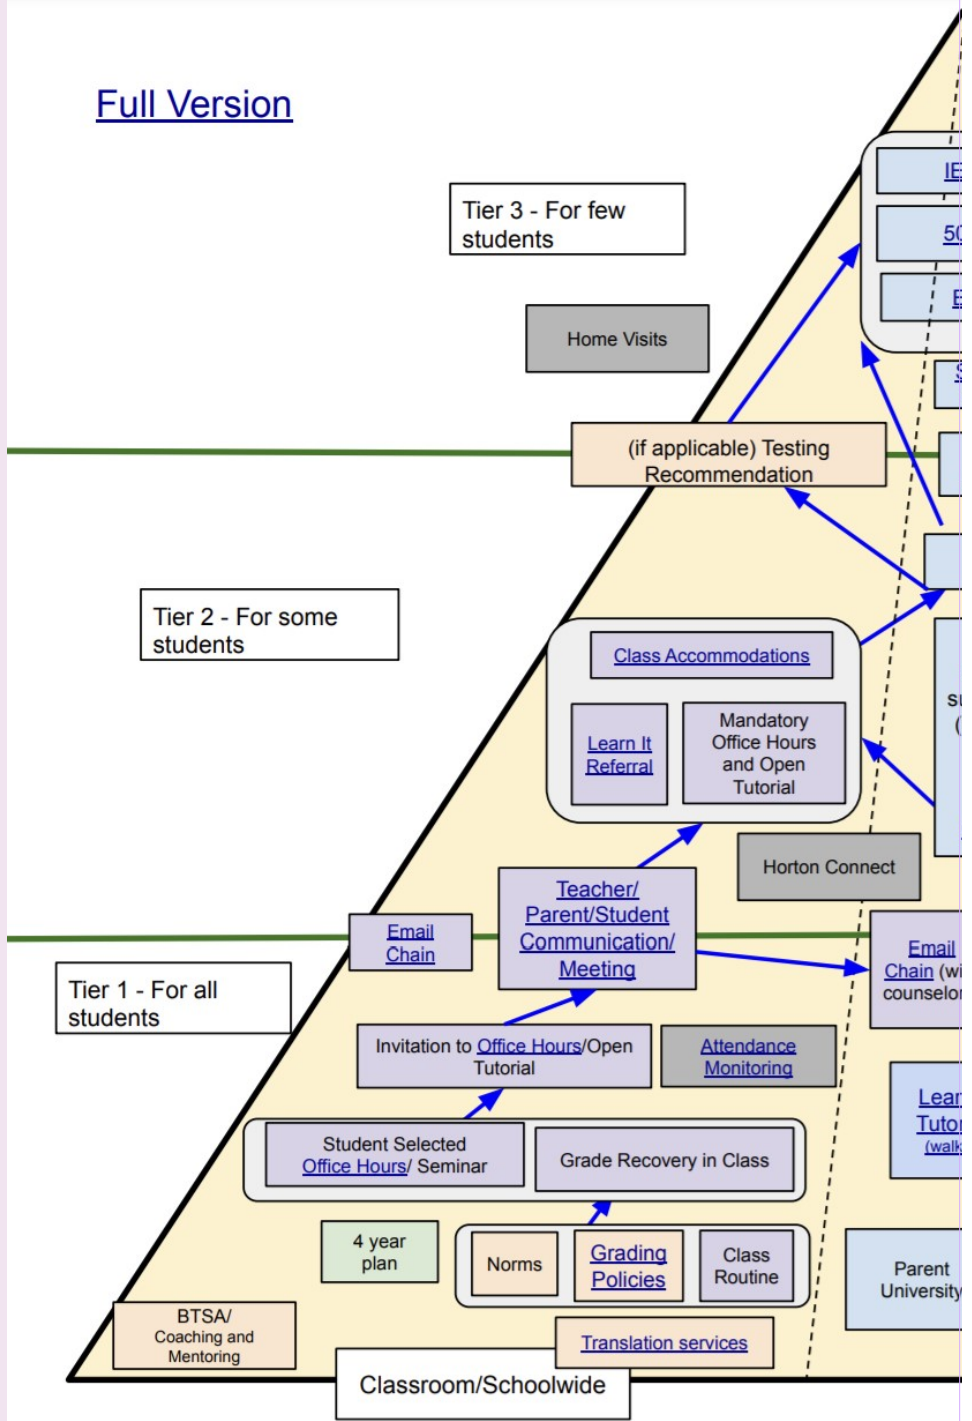 Full Version
Tier 3 - For few
students
Home Visits
(if applicable) Testing
Recommendation
Tier 2 - For some
students
Class Accommodations
Learn It
Referral
Mandatory
Office Hours
and Open
Tutorial
Horton Connect
Teacher/
Parent/Student
Communication/
Meeting
Email
Chain
Email
Chain
Tier 1 - For all
students
Invitation to Office Hours/Open
Tutorial
Attendance
Monitoring
Student Selected
Office Hours/ Seminar
Grade Recovery in Class
4 year
plan
Norms
Grading
Policies
Class
Routine
Parent
University
BTSA/
Coaching and
Mentoring
Translation services
Classroom/Schoolwide